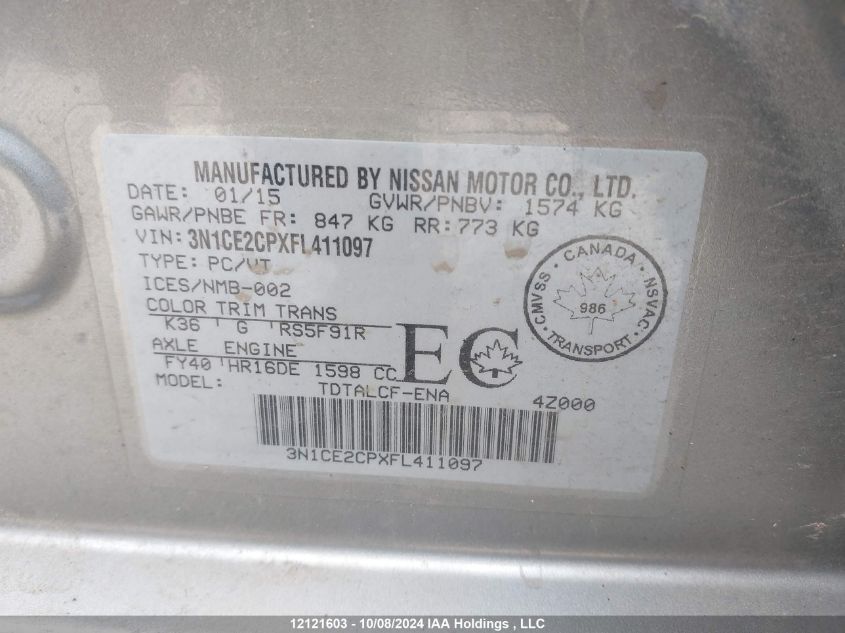 MANUFACTURED BY NISSAN MOTOR CO., LTD.
DATE: 01/15 GVWR/PNBV: 1574 KG
GAWR/PNBE FR: 847 KG RR: 773 KG
VIN: 3N1CE2CPXFL411097
TYPE: PC/VT
ICES/NMB-002
COLOR TRIM TRANS
K36 G RS5F91R
AXLE ENGINE
FY40 HR16DE 1598 CC
MODEL: TDTALCF-ENA 4Z000
3N1CE2CPXFL411097
EC
CANADA
CMVSS NSVAC
986
TRANSPORT
12121603 - 10/08/2024 IAA Holdings , LLC